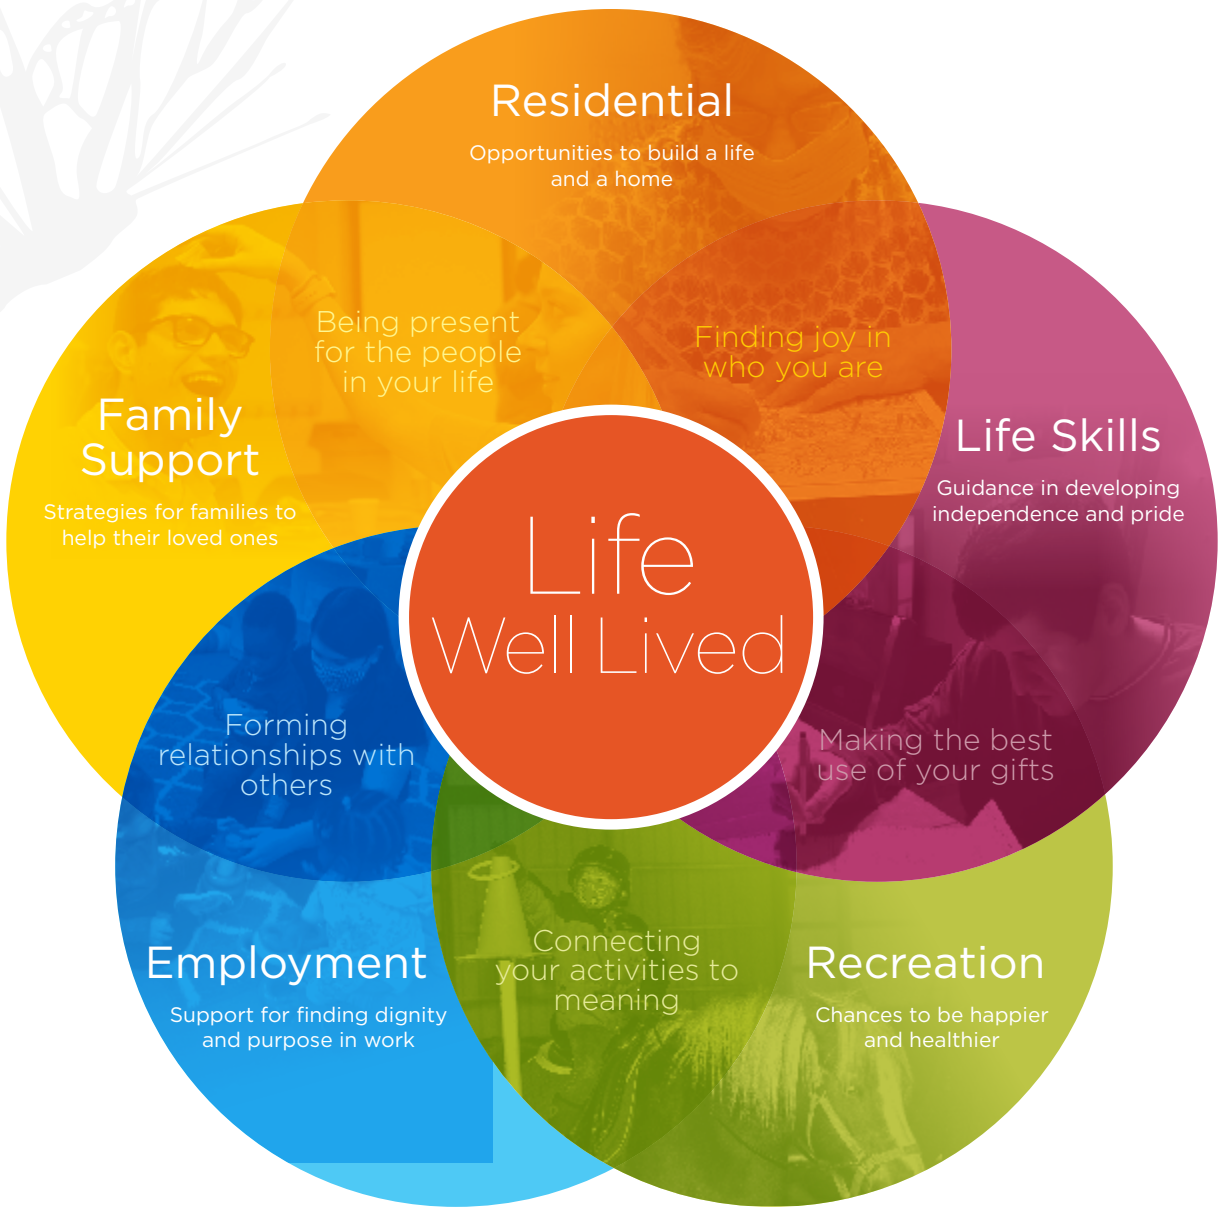 Residential
Opportunities to build a life
and a home
Being present
for the people
in your life
Finding joy in
who you are
Family
Support
Strategies for families to
help their loved ones
Life Skills
Guidance in developing
independence and pride
Life
Well Lived
Forming
relationships with
others
Making the best
use of your gifts
Connecting
your activities to
meaning
Employment
Support for finding dignity
and purpose in work
Recreation
Chances to be happier
and healthier